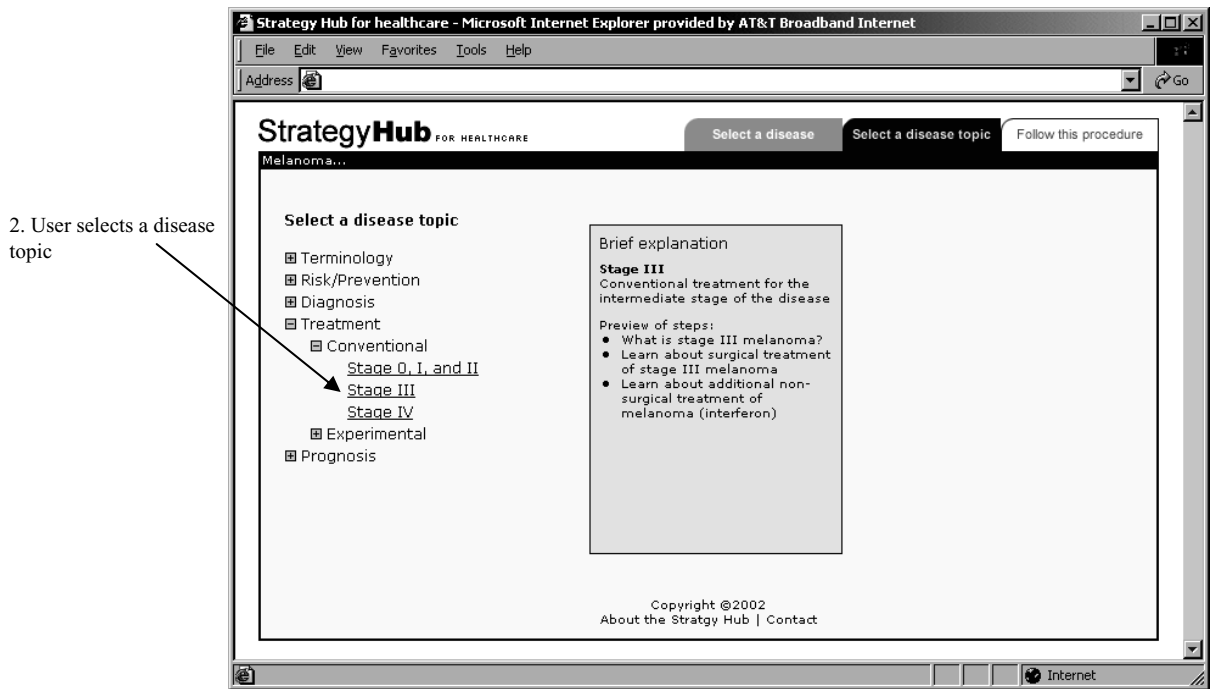 Strategy Hub for healthcare - Microsoft Internet Explorer provided by AT&T Broadband Internet
File Edit View Favorites Tools Help
Address Go
StrategyHub FOR HEALTHCARE
Select a disease Select a disease topic Follow this procedure
Melanoma...
2. User selects a disease
topic
Select a disease topic
Terminology
Risk/Prevention
Diagnosis
Treatment
Conventional
Stage 0, I, and II
Stage III
Stage IV
Experimental
Prognosis
Brief explanation
Stage III
Conventional treatment for the
intermediate stage of the disease
Preview of steps:
• What is stage III melanoma?
• Learn about surgical treatment
of stage III melanoma
• Learn about additional non-
surgical treatment of
melanoma (interferon)
Copyright ©2002
About the Stratgy Hub | Contact
Internet